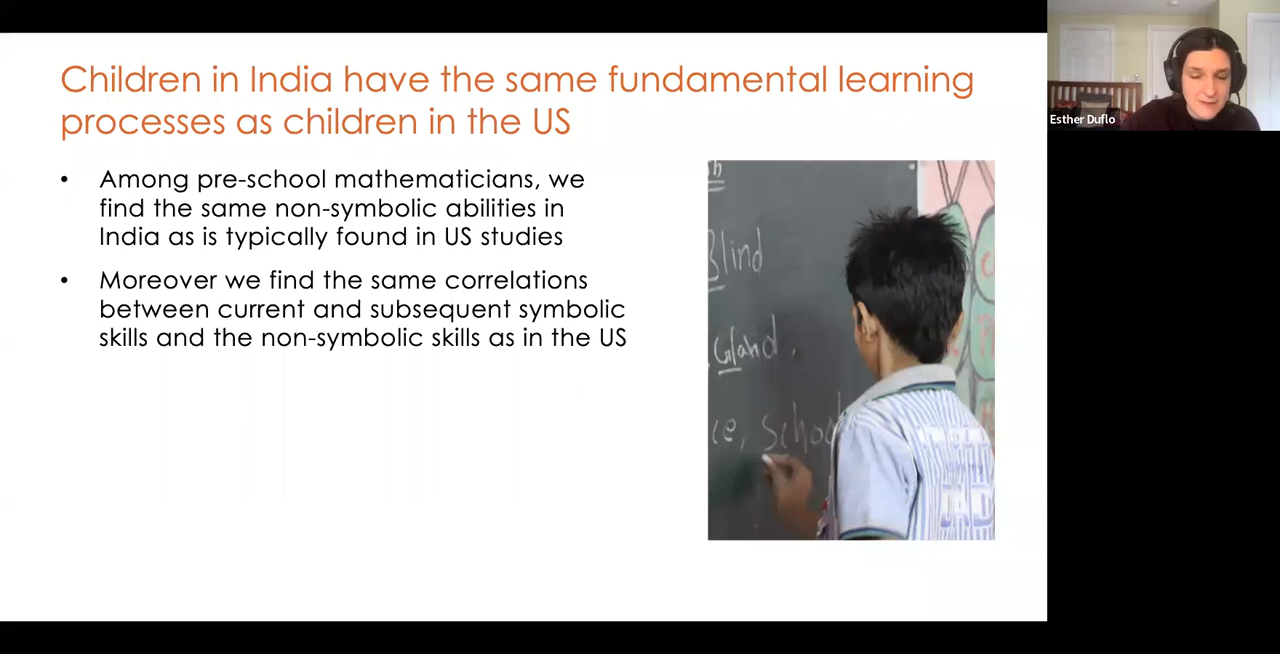 Children in India have the same fundamental learning
processes as children in the US
• Among pre-school mathematicians, we
find the same non-symbolic abilities in
India as is typically found in US studies
• Moreover we find the same correlations
between current and subsequent symbolic
skills and the non-symbolic skills as in the US
Blind
Gland.
ce, School
Esther Duflo